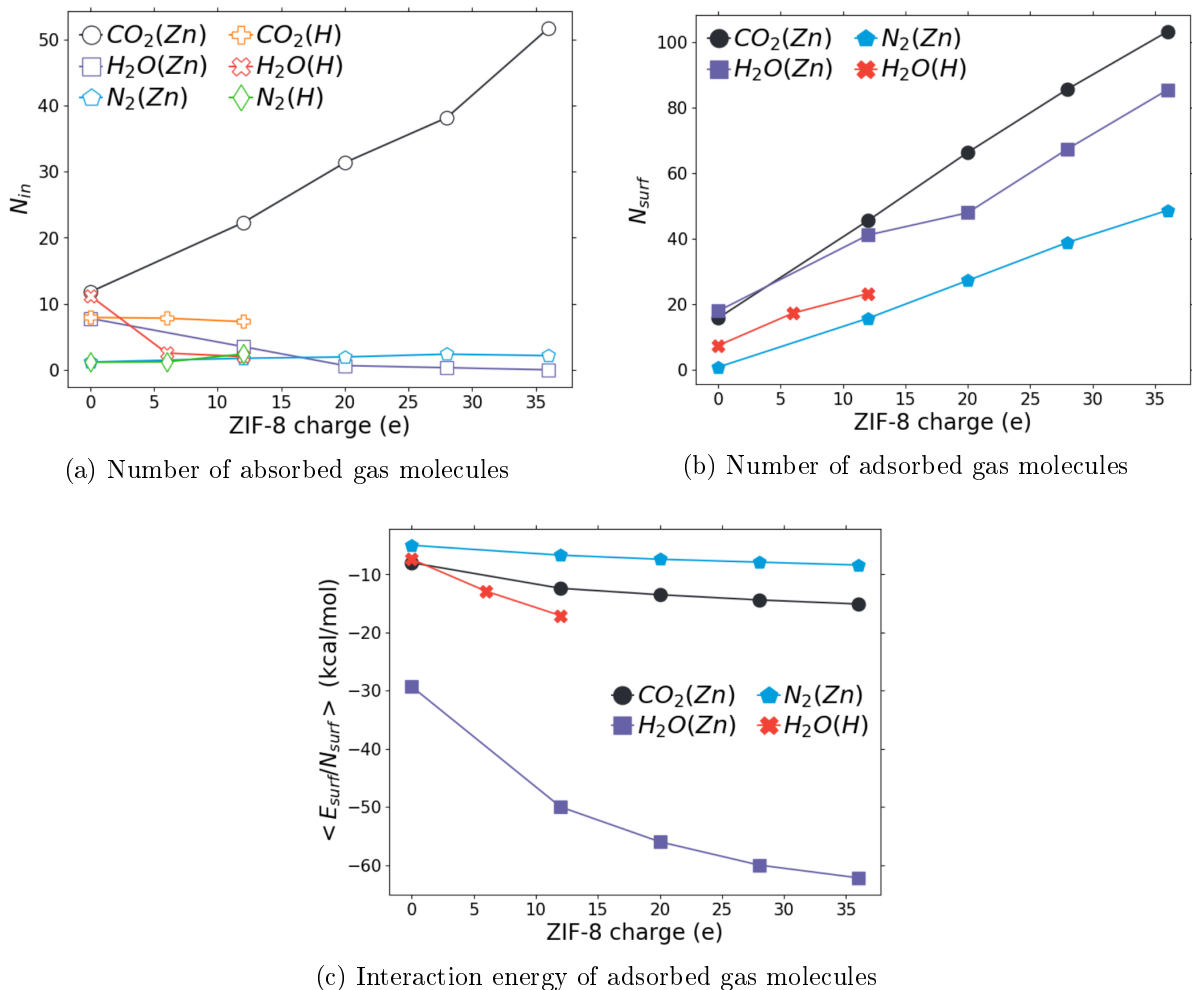 50
40
30
20
10
0
N_in
CO₂(Zn) CO₂(H)
H₂O(Zn) H₂O(H)
N₂(Zn) N₂(H)
0 5 10 15 20 25 30 35
ZIF-8 charge (e)
(a) Number of absorbed gas molecules
100
80
60
40
20
0
N_surf
CO₂(Zn) N₂(Zn)
H₂O(Zn) H₂O(H)
0 5 10 15 20 25 30 35
ZIF-8 charge (e)
(b) Number of adsorbed gas molecules
−10
−20
−30
−40
−50
−60
< E_surf/N_surf > (kcal/mol)
CO₂(Zn) N₂(Zn)
H₂O(Zn) H₂O(H)
0 5 10 15 20 25 30 35
ZIF-8 charge (e)
(c) Interaction energy of adsorbed gas molecules